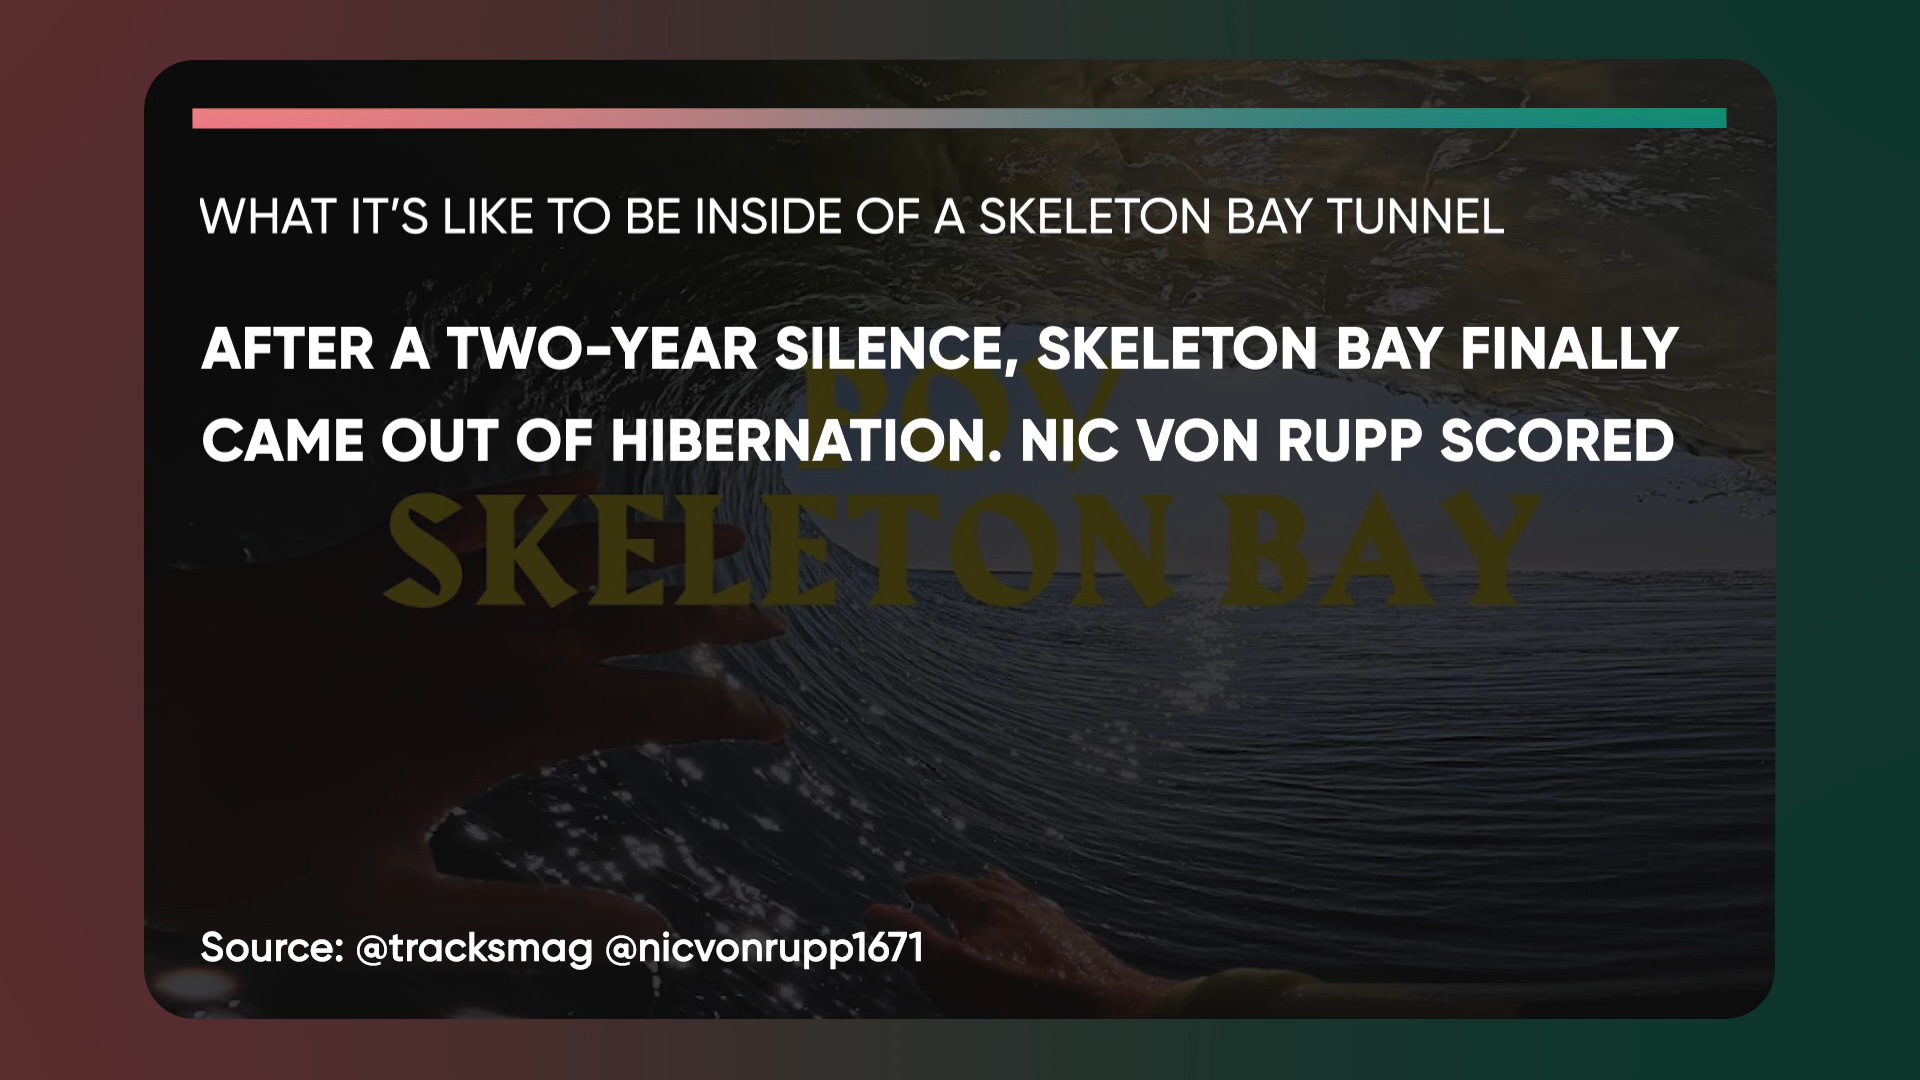 WHAT IT'S LIKE TO BE INSIDE OF A SKELETON BAY TUNNEL
AFTER A TWO-YEAR SILENCE, SKELETON BAY FINALLY
CAME OUT OF HIBERNATION. NIC VON RUPP SCORED
POV
SKELETON BAY
Source: @tracksmag @nicvonrupp1671